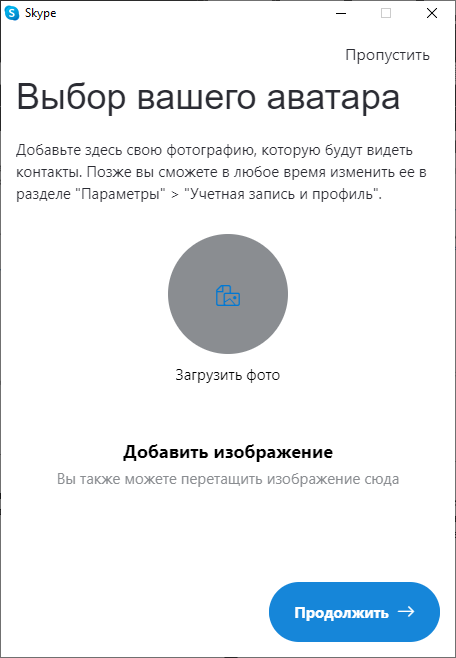 Skype
Пропустить
Выбор вашего аватара
Добавьте здесь свою фотографию, которую будут видеть
контакты. Позже вы сможете в любое время изменить ее в
разделе "Параметры" > "Учетная запись и профиль".
Загрузить фото
Добавить изображение
Вы также можете перетащить изображение сюда
Продолжить